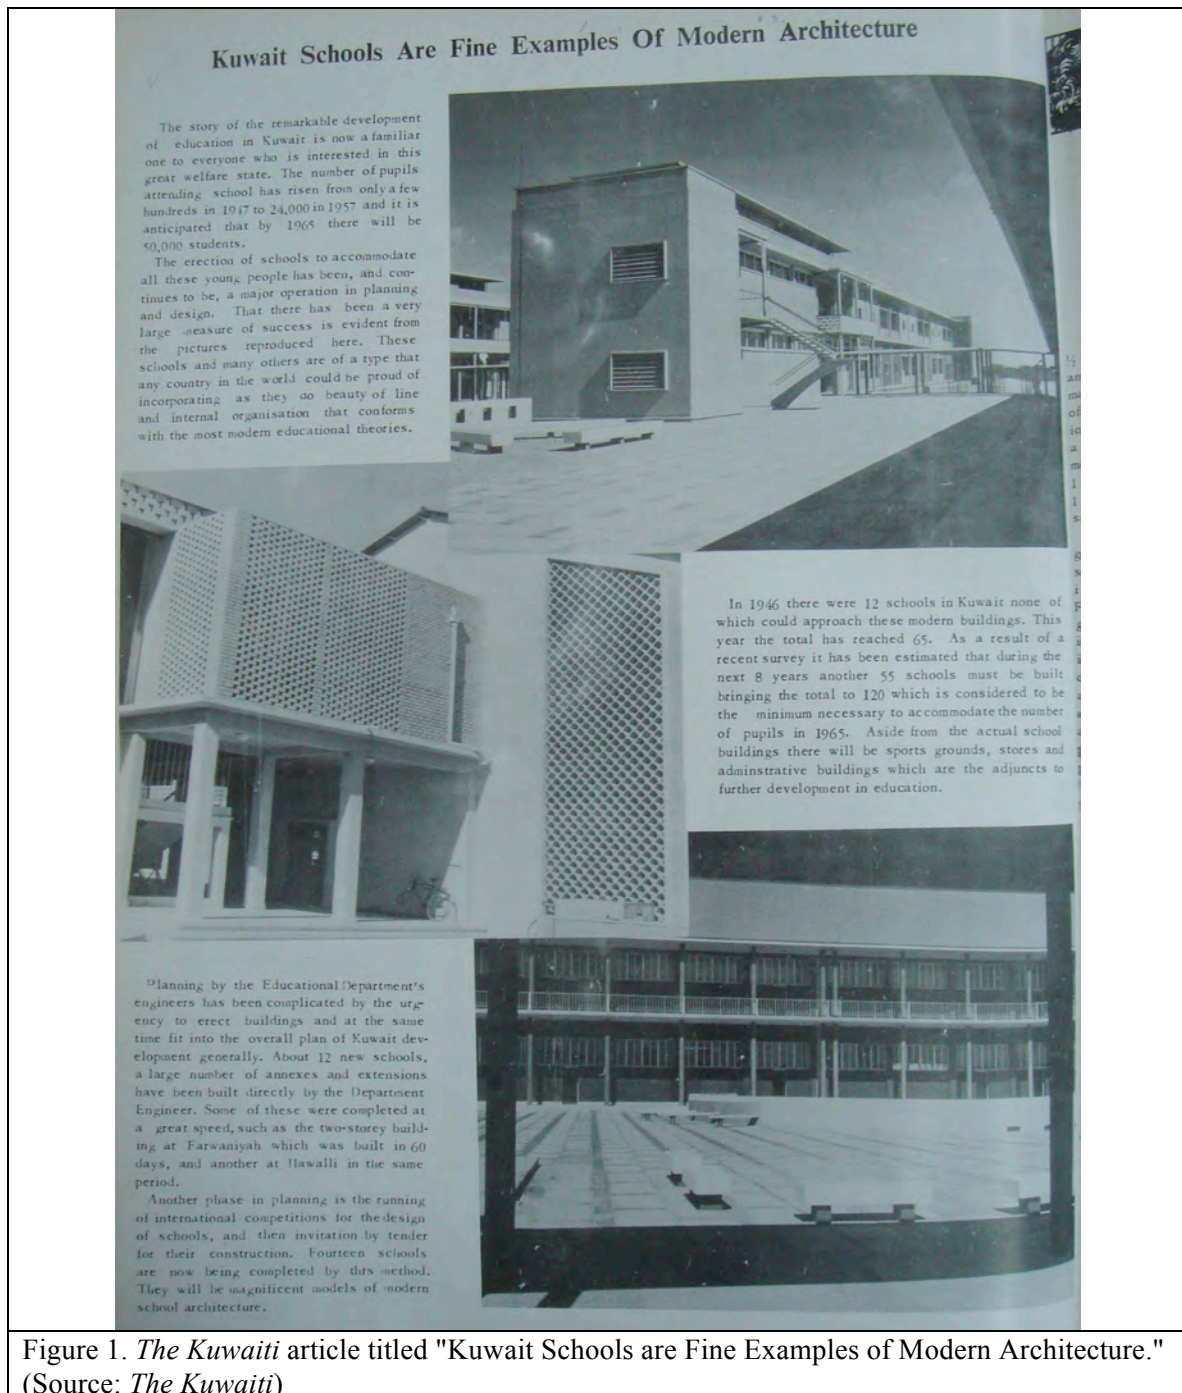 Kuwait Schools Are Fine Examples Of Modern Architecture
The story of the remarkable development
of education in Kuwait is now a familiar
one to everyone who is interested in this
great welfare state. The number of pupils
attending school has risen from only a few
hundreds in 1947 to 24,000 in 1957 and it is
anticipated that by 1965 there will be
50,000 students.
The erection of schools to accommodate
all these young people has been, and con-
tinues to be, a major operation in planning
and design. That there has been a very
large measure of success is evident from
the pictures reproduced here. These
schools and many others are of a type that
any country in the world could be proud of
incorporating as they do beauty of line
and internal organisation that conforms
with the most modern educational theories.
In 1946 there were 12 schools in Kuwait none of
which could approach these modern buildings. This
year the total has reached 65. As a result of a
recent survey it has been estimated that during the
next 8 years another 55 schools must be built
bringing the total to 120 which is considered to be
the minimum necessary to accommodate the number
of pupils in 1965. Aside from the actual school
buildings there will be sports grounds, stores and
adminstrative buildings which are the adjuncts to
further development in education.
Planning by the Educational Department's
engineers has been complicated by the urg-
ency to erect buildings and at the same
time fit into the overall plan of Kuwait dev-
elopment generally. About 12 new schools,
a large number of annexes and extensions
have been built directly by the Department
Engineer. Some of these were completed at
a great speed, such as the two-storey build-
ing at Farwaniyah which was built in 60
days, and another at Hawalli in the same
period.
Another phase in planning is the running
of international competitions for the design
of schools, and then invitation by tender
for their construction. Fourteen schools
are now being completed by this method.
They will be magnificent models of modern
school architecture.
Figure 1. The Kuwaiti article titled "Kuwait Schools are Fine Examples of Modern Architecture."
(Source: The Kuwaiti)